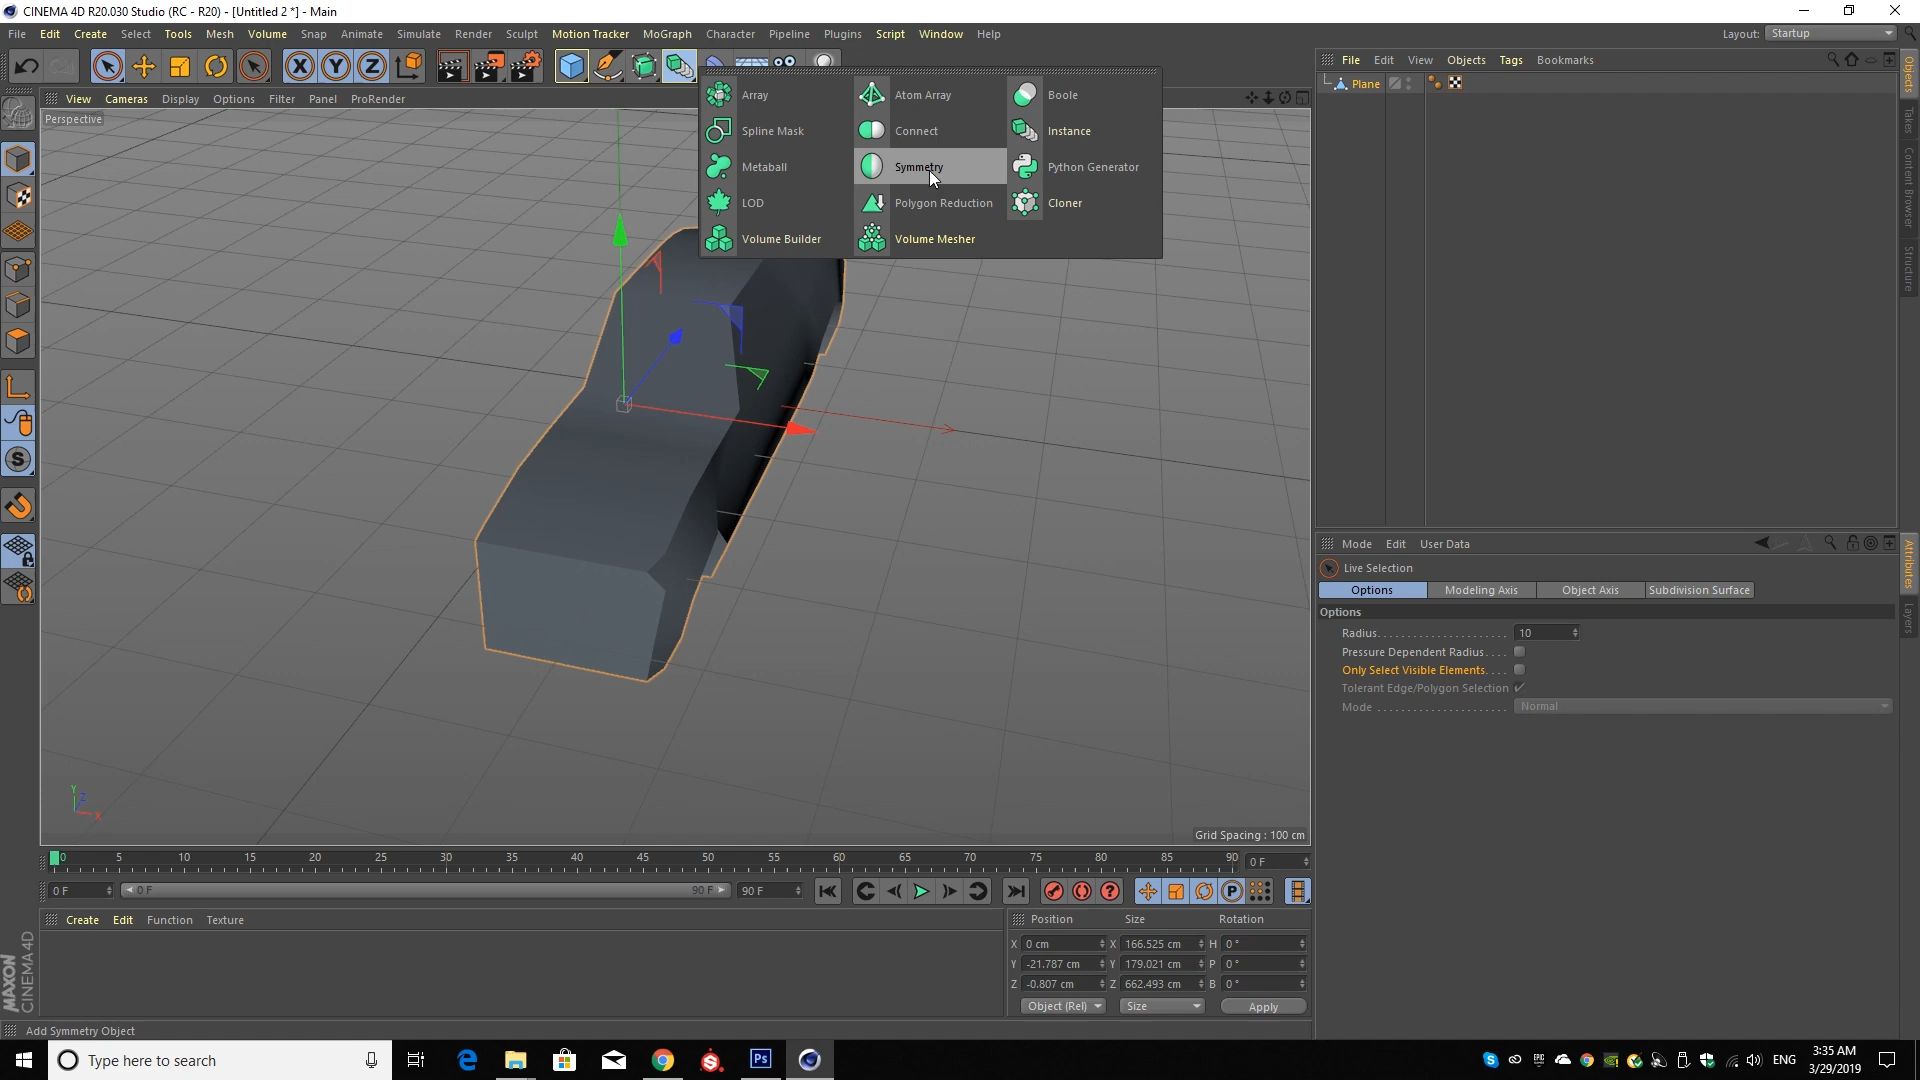 CINEMA 4D R20.030 Studio (RC - R20) - [Untitled 2 *] - Main
File Edit Create Select Tools Mesh Volume Snap Animate Simulate Render Sculpt Motion Tracker MoGraph Character Pipeline Plugins Script Window Help
Layout: Startup
View Cameras Display Options Filter Panel ProRender
Perspective
Array Atom Array Boole
Spline Mask Connect Instance
Metaball Symmetry Python Generator
LOD Polygon Reduction Cloner
Volume Builder Volume Mesher
File Edit View Objects Tags Bookmarks
Plane
Objects
Takes
Content Browser
Structure
Mode Edit User Data
Live Selection
Options Modeling Axis Object Axis Subdivision Surface
Options
Radius 10
Pressure Dependent Radius
Only Select Visible Elements
Tolerant Edge/Polygon Selection
Mode Normal
Attributes
Layers
Y Z X
Grid Spacing : 100 cm
0 5 10 15 20 25 30 35 40 45 50 55 60 65 70 75 80 85 90 0 F
0 F 0 F 90 F 90 F
Create Edit Function Texture
Position Size Rotation
X 0 cm X 166.525 cm H 0 °
Y -21.787 cm Y 179.021 cm P 0 °
Z -0.807 cm Z 662.493 cm B 0 °
Object (Rel) Size Apply
MAXON CINEMA 4D
Add Symmetry Object
Type here to search
Ps
ENG
3:35 AM
3/29/2019